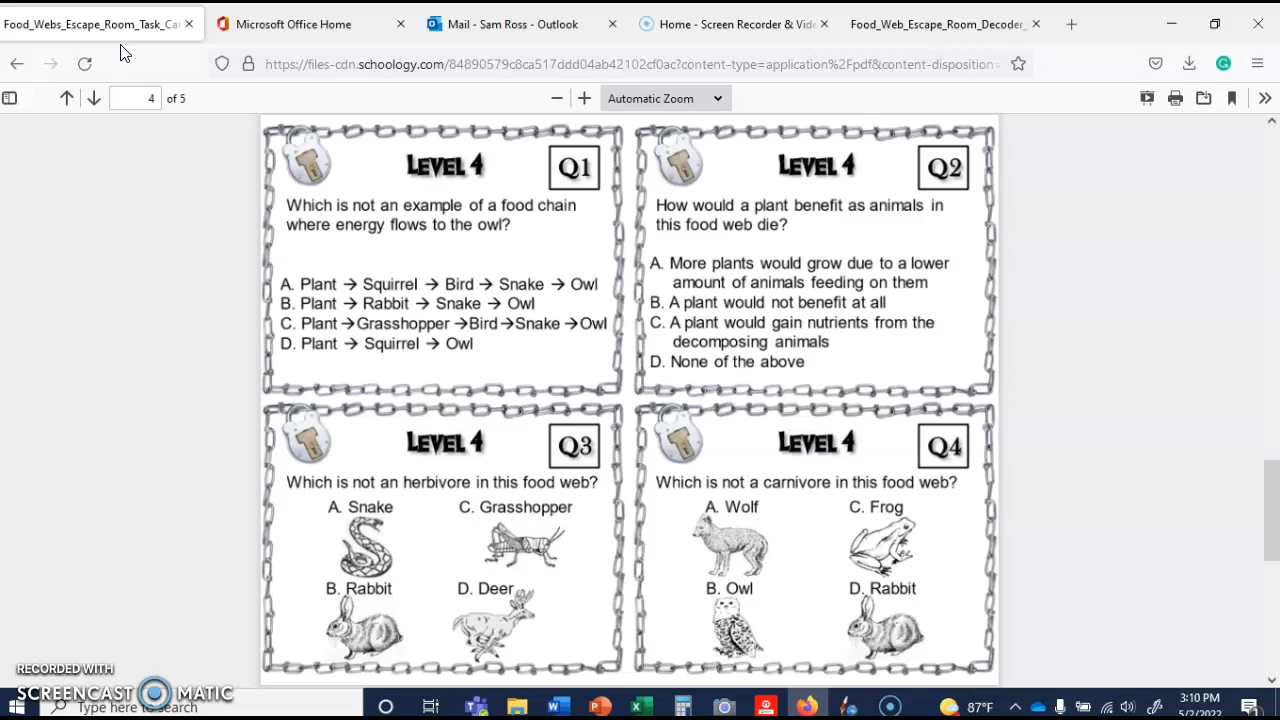 Food_Webs_Escape_Room_Task_Ca
Microsoft Office Home
Mail - Sam Ross - Outlook
Home - Screen Recorder & Vide
Food_Web_Escape_Room_Decoder_
https://files-cdn.schoology.com/84890579c8ca517ddd04ab42102cf0ac?content-type=application%2Fpdf&content-disposition=
4 of 5
Automatic Zoom
LEVEL 4
Q1
Which is not an example of a food chain
where energy flows to the owl?
A. Plant → Squirrel → Bird → Snake → Owl
B. Plant → Rabbit → Snake → Owl
C. Plant →Grasshopper →Bird→Snake →Owl
D. Plant → Squirrel → Owl
LEVEL 4
Q2
How would a plant benefit as animals in
this food web die?
A. More plants would grow due to a lower
amount of animals feeding on them
B. A plant would not benefit at all
C. A plant would gain nutrients from the
decomposing animals
D. None of the above
LEVEL 4
Q3
Which is not an herbivore in this food web?
A. Snake
C. Grasshopper
B. Rabbit
D. Deer
LEVEL 4
Q4
Which is not a carnivore in this food web?
A. Wolf
C. Frog
B. Owl
D. Rabbit
RECORDED WITH
SCREENCAST MATIC
Type here to search
87°F
3:10 PM
5/2/2022